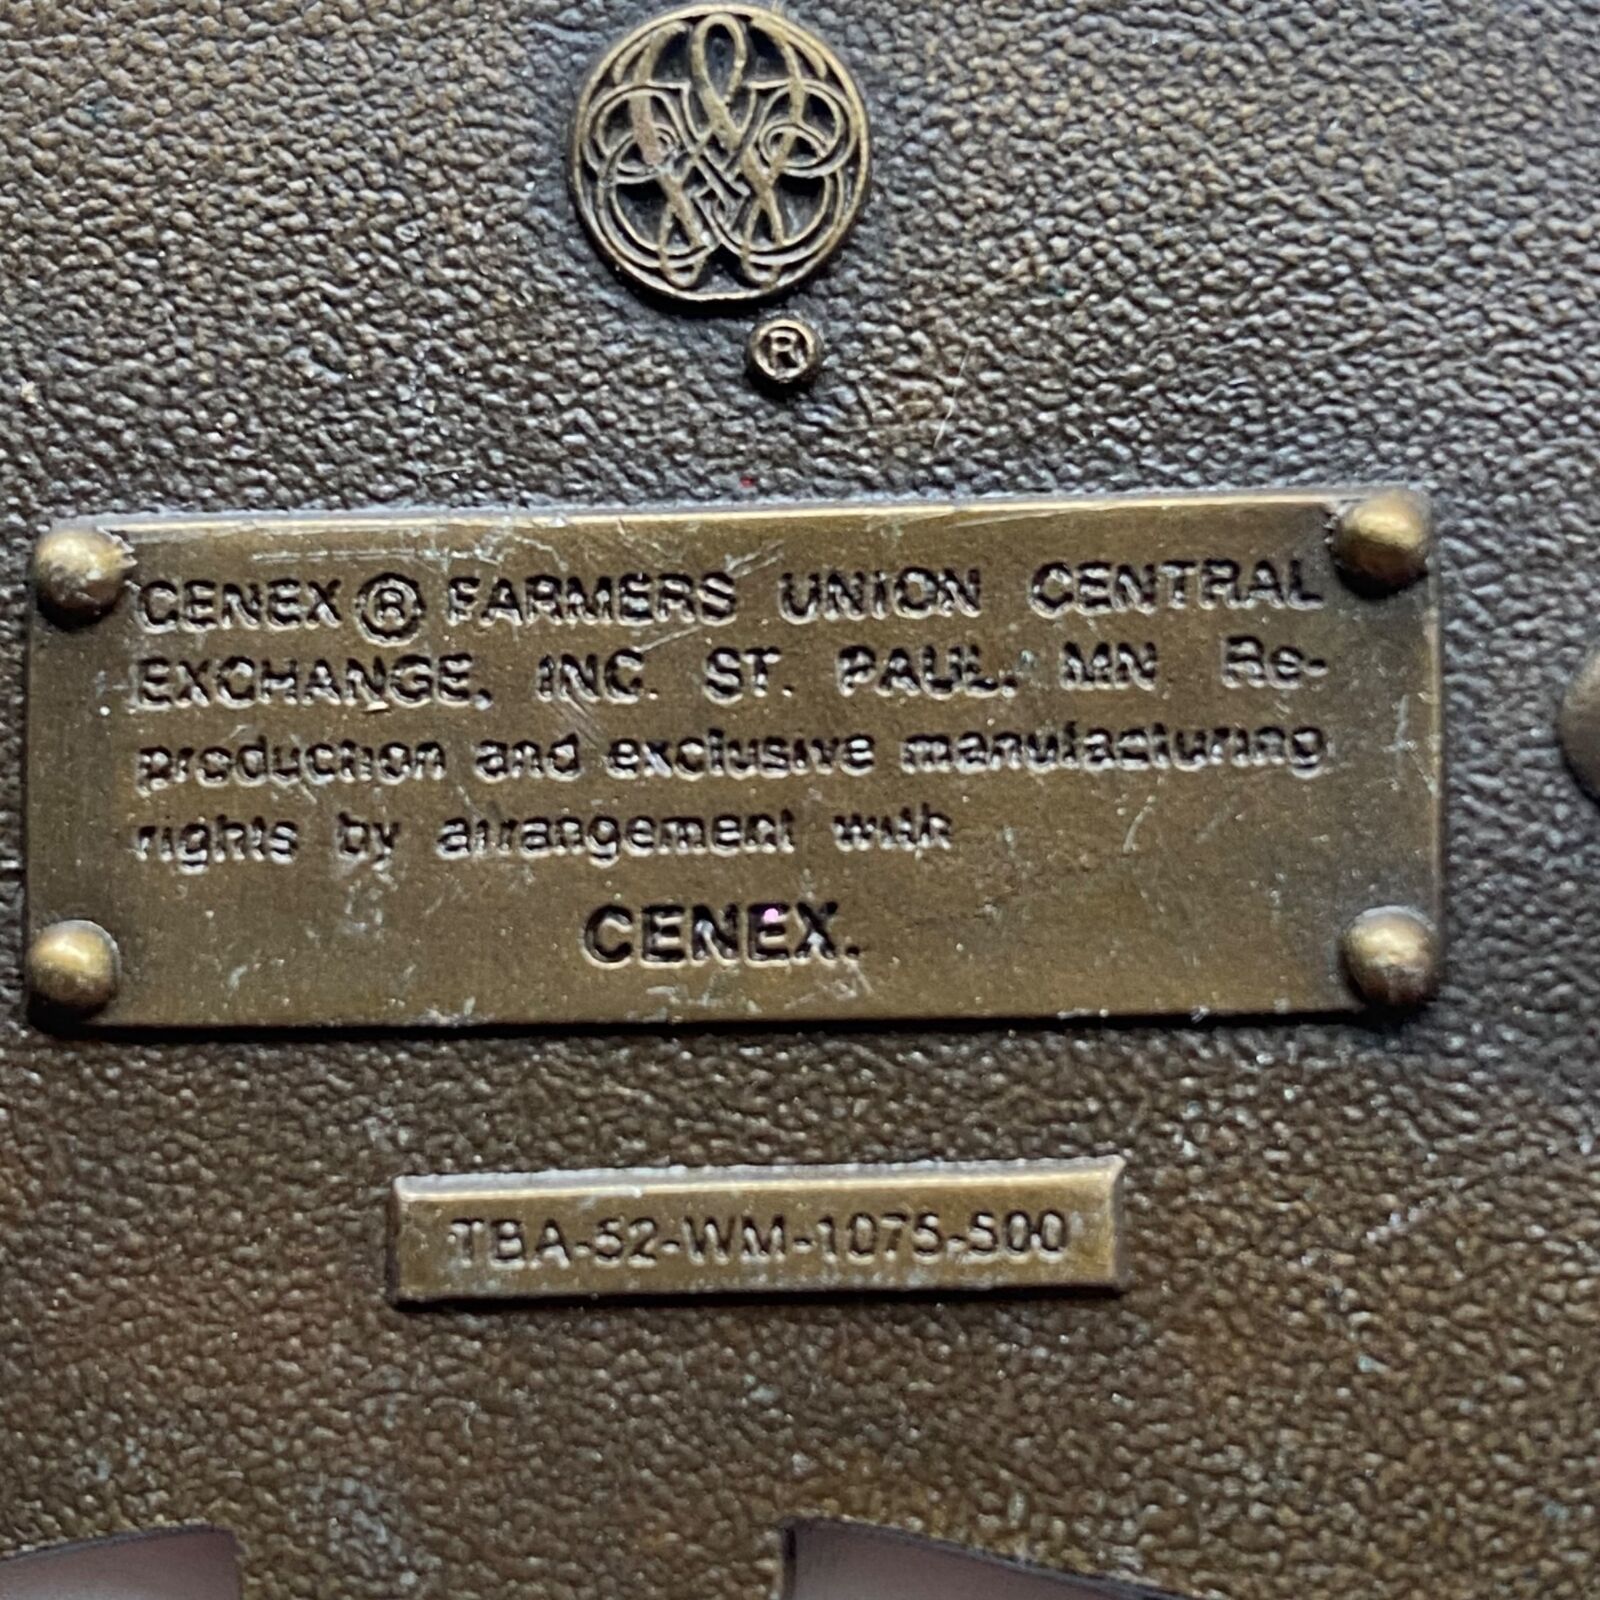 ®
CENEX ® FARMERS UNION CENTRAL
EXCHANGE, INC. ST. PAUL, MN Re-
production and exclusive manufacturing
rights by arrangement with
CENEX.
TBA-52-WM-1075-500